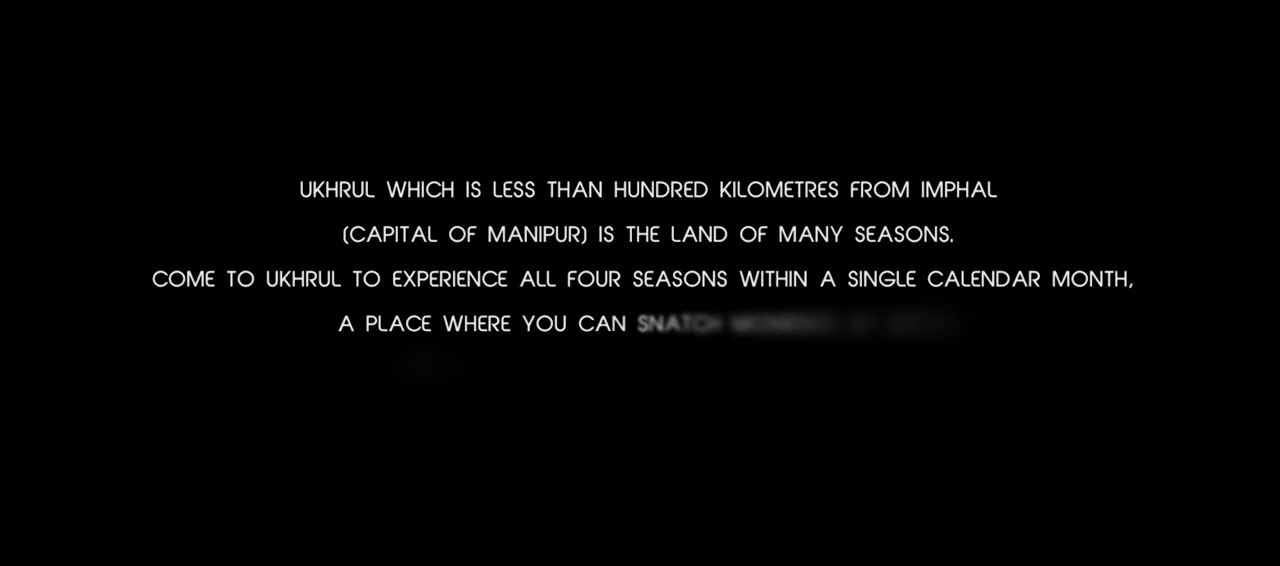 UKHRUL WHICH IS LESS THAN HUNDRED KILOMETRES FROM IMPHAL
(CAPITAL OF MANIPUR) IS THE LAND OF MANY SEASONS.
COME TO UKHRUL TO EXPERIENCE ALL FOUR SEASONS WITHIN A SINGLE CALENDAR MONTH,
A PLACE WHERE YOU CAN SNATCH